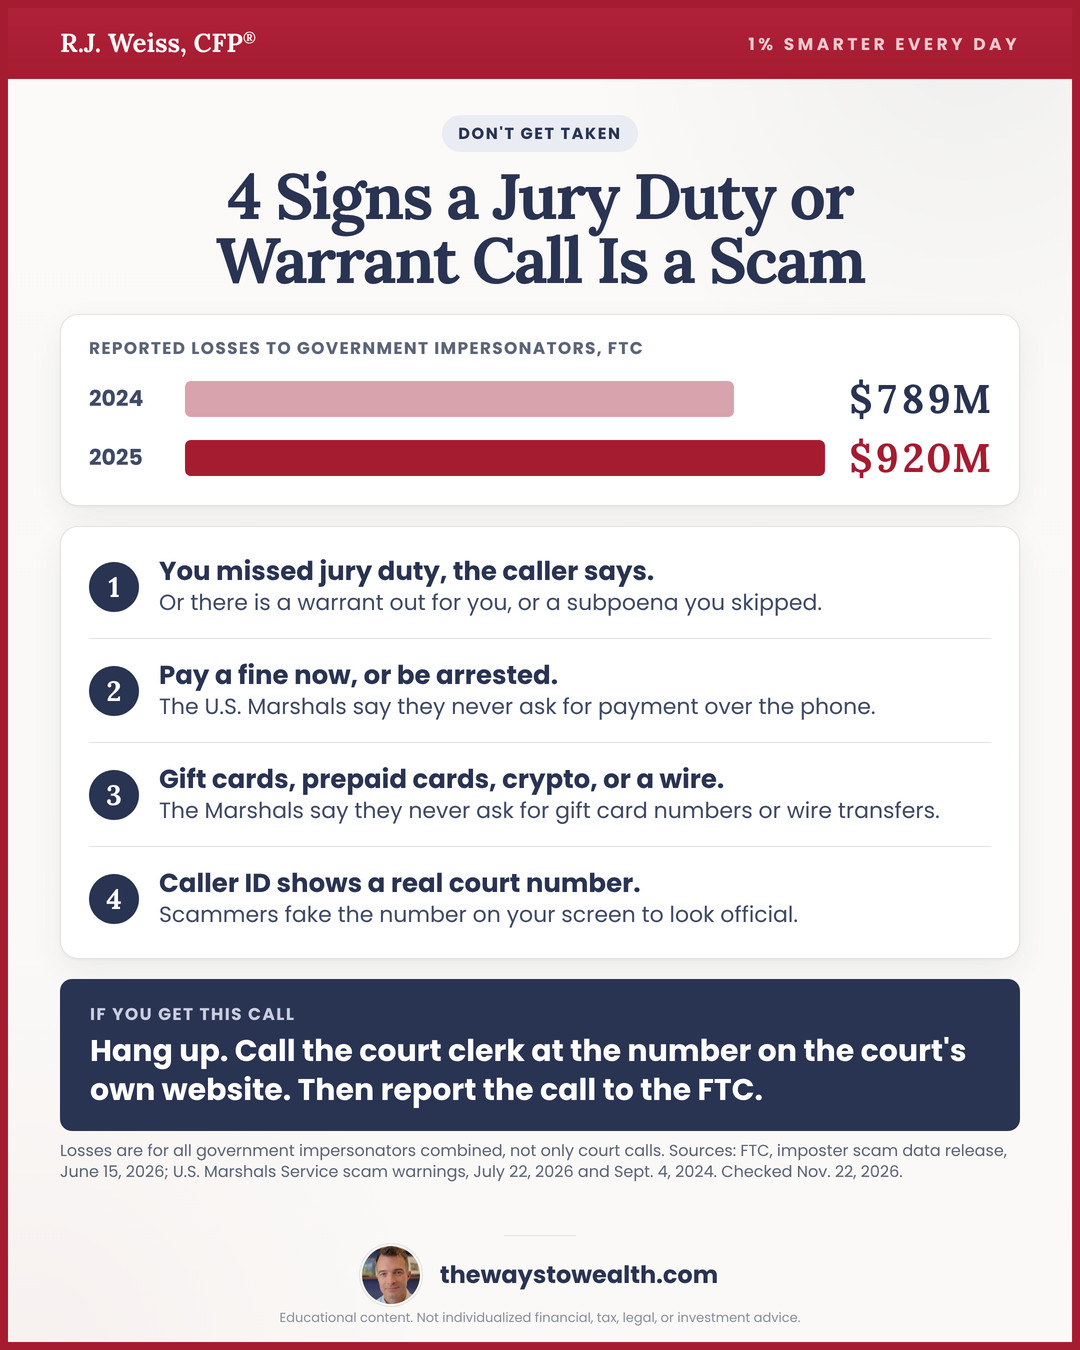 R.J. Weiss, CFP®
1% SMARTER EVERY DAY
DON'T GET TAKEN
4 Signs a Jury Duty or
Warrant Call Is a Scam
REPORTED LOSSES TO GOVERNMENT IMPERSONATORS, FTC
2024 $789M
2025 $920M
1 You missed jury duty, the caller says.
Or there is a warrant out for you, or a subpoena you skipped.
2 Pay a fine now, or be arrested.
The U.S. Marshals say they never ask for payment over the phone.
3 Gift cards, prepaid cards, crypto, or a wire.
The Marshals say they never ask for gift card numbers or wire transfers.
4 Caller ID shows a real court number.
Scammers fake the number on your screen to look official.
IF YOU GET THIS CALL
Hang up. Call the court clerk at the number on the court's
own website. Then report the call to the FTC.
Losses are for all government impersonators combined, not only court calls. Sources: FTC, imposter scam data release,
June 15, 2026; U.S. Marshals Service scam warnings, July 22, 2026 and Sept. 4, 2024. Checked Nov. 22, 2026.
thewaystowealth.com
Educational content. Not individualized financial, tax, legal, or investment advice.